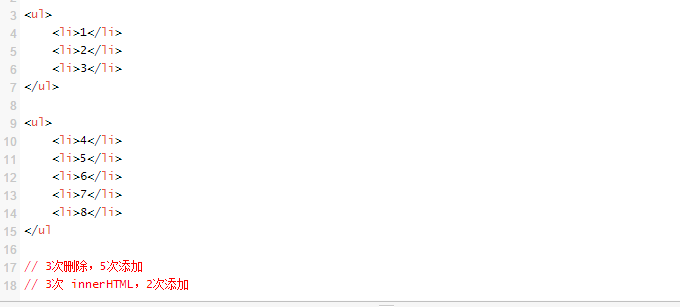 3 <ul>
4 <li>1</li>
5 <li>2</li>
6 <li>3</li>
7 </ul>
8
9 <ul>
10 <li>4</li>
11 <li>5</li>
12 <li>6</li>
13 <li>7</li>
14 <li>8</li>
15 </ul
16
17 // 3次删除，5次添加
18 // 3次 innerHTML，2次添加